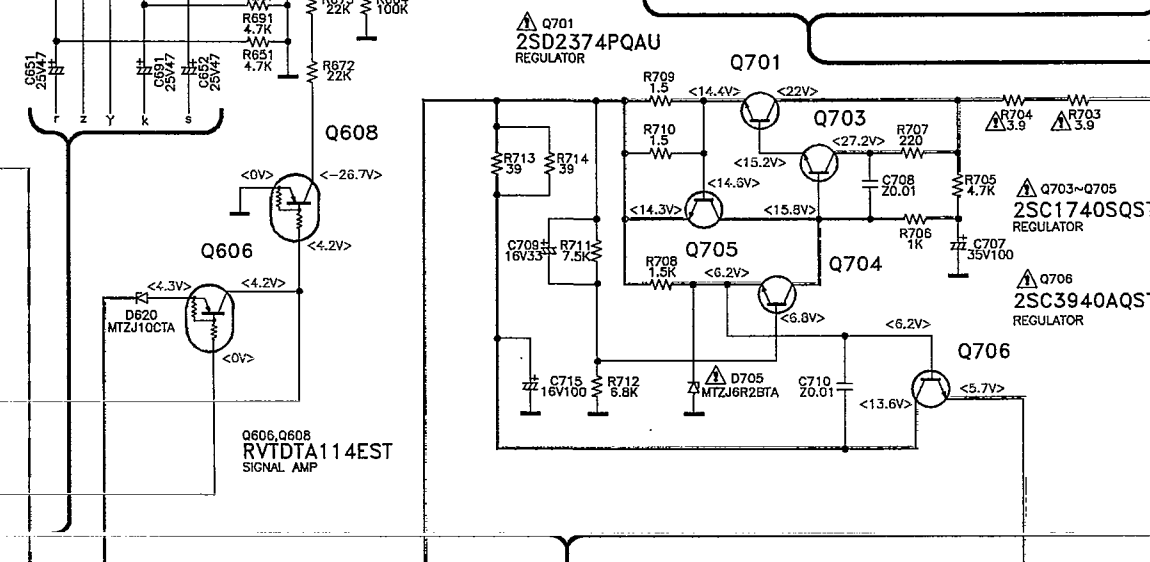 R691
4.7K
R651
4.7K
22K
100K
C651
25V47
C691
25V47
C652
25V47
R672
22K
r z y k s
Q608
<0V>
<-26.7V>
<4.2V>
Q606
<4.3V>
<4.2V>
D620
MTZJ10CTA
<0V>
Q606,Q608
RVTDTA114EST
SIGNAL AMP
Q701
2SD2374PQAU
REGULATOR
Q701
R709
1.5
<14.4V>
<22V>
R710
1.5
Q703
<27.2V>
R707
220
R704
3.9
R703
3.9
R713
39
R714
39
<15.2V>
<14.6V>
C708
Z0.01
R705
4.7K
Q703~Q705
2SC1740SQST
REGULATOR
<14.3V>
<15.8V>
R706
1K
C707
35V100
C709
16V33
R711
7.5K
Q705
R708
1.5K
<6.2V>
Q704
Q706
2SC3940AQST
REGULATOR
<6.8V>
<6.2V>
Q706
C715
16V100
R712
6.8K
D705
MTZJ6R2BTA
C710
Z0.01
<13.6V>
<5.7V>